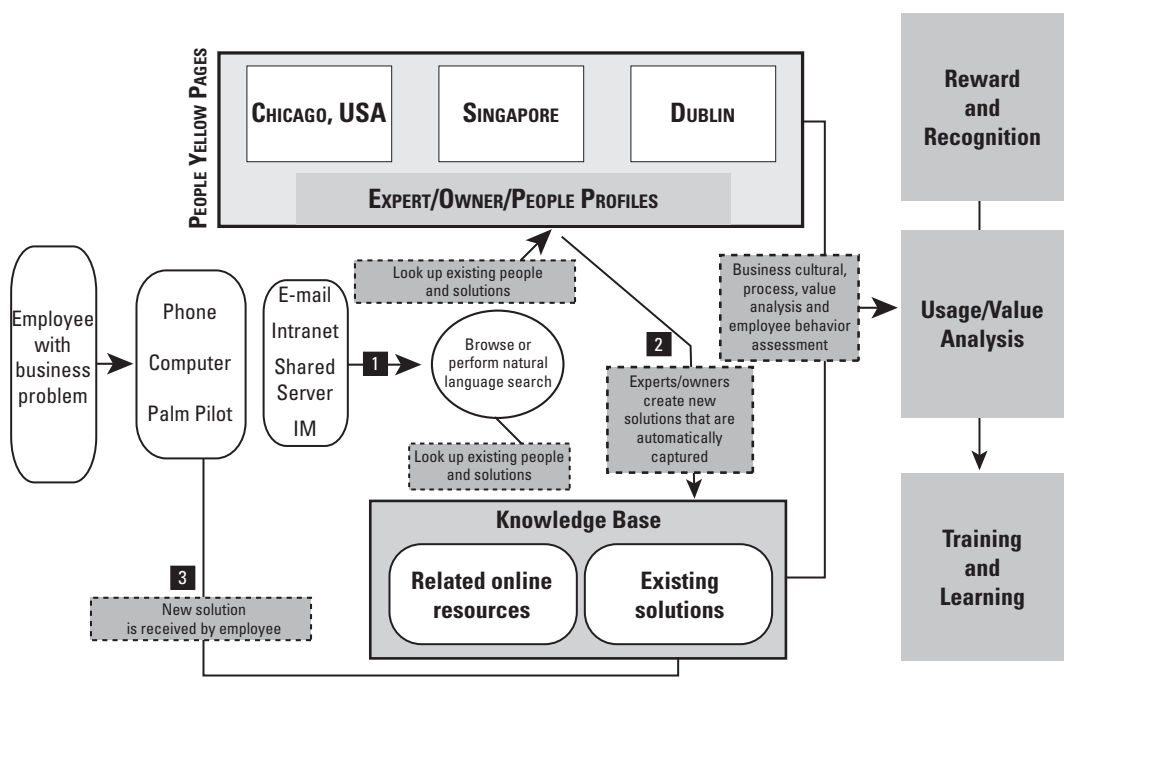 PEOPLE YELLOW PAGES
CHICAGO, USA
SINGAPORE
DUBLIN
EXPERT/OWNER/PEOPLE PROFILES
Reward
and
Recognition
Employee
with
business
problem
Phone
Computer
Palm Pilot
E-mail
Intranet
Shared
Server
IM
1
Look up existing people
and solutions
Browse or
perform natural
language search
Look up existing people
and solutions
2
Experts/owners
create new
solutions that are
automatically
captured
Business cultural,
process, value
analysis and
employee behavior
assessment
Usage/Value
Analysis
Knowledge Base
Related online
resources
Existing
solutions
3
New solution
is received by employee
Training
and
Learning